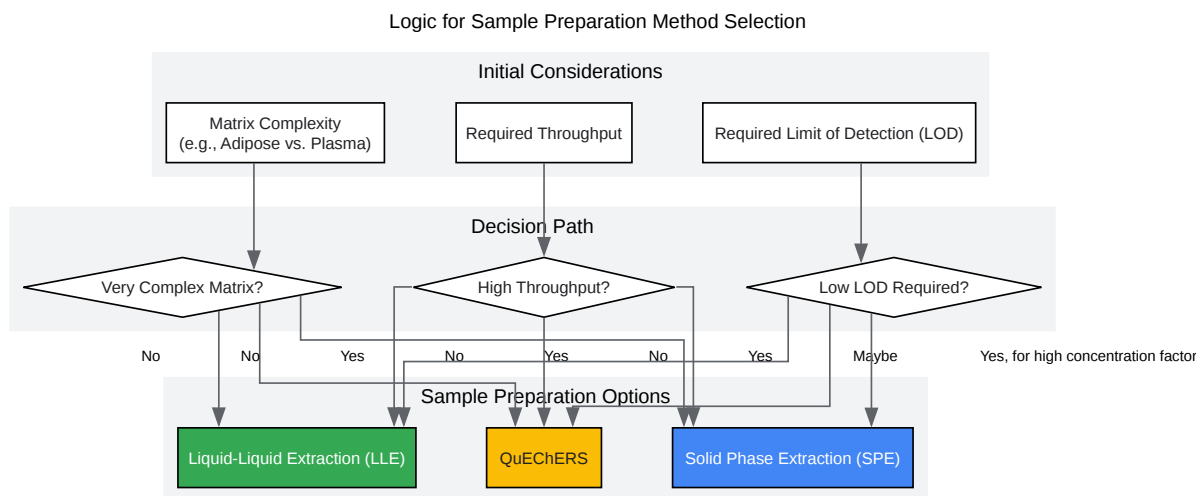 Logic for Sample Preparation Method Selection
Initial Considerations
Matrix Complexity
(e.g., Adipose vs. Plasma)
Required Throughput
Required Limit of Detection (LOD)
Decision Path
Very Complex Matrix?
High Throughput?
Low LOD Required?
No
No
Yes
No
Yes
No
Yes
Maybe
Yes, for high concentration factor
Sample Preparation Options
Liquid-Liquid Extraction (LLE)
QuEChERS
Solid Phase Extraction (SPE)